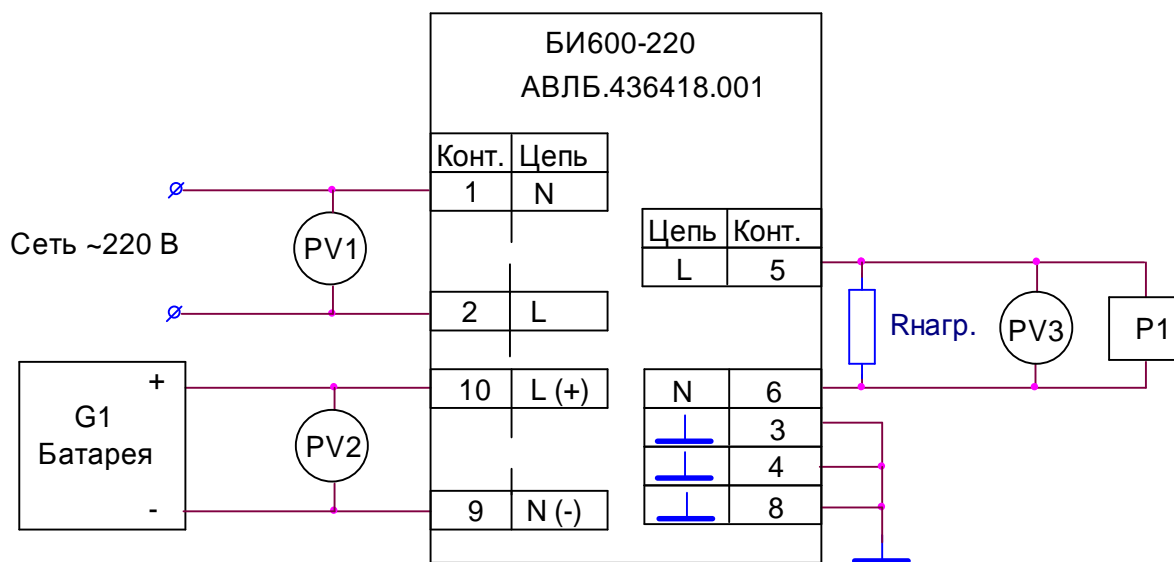 БИ600-220
АВЛБ.436418.001
Конт. Цепь
1 N
Сеть ~220 В
PV1
2 L
Цепь Конт.
L 5
Rнагр.
PV3
P1
+
G1
Батарея
-
PV2
10 L (+)
9 N (-)
N 6
3
4
8